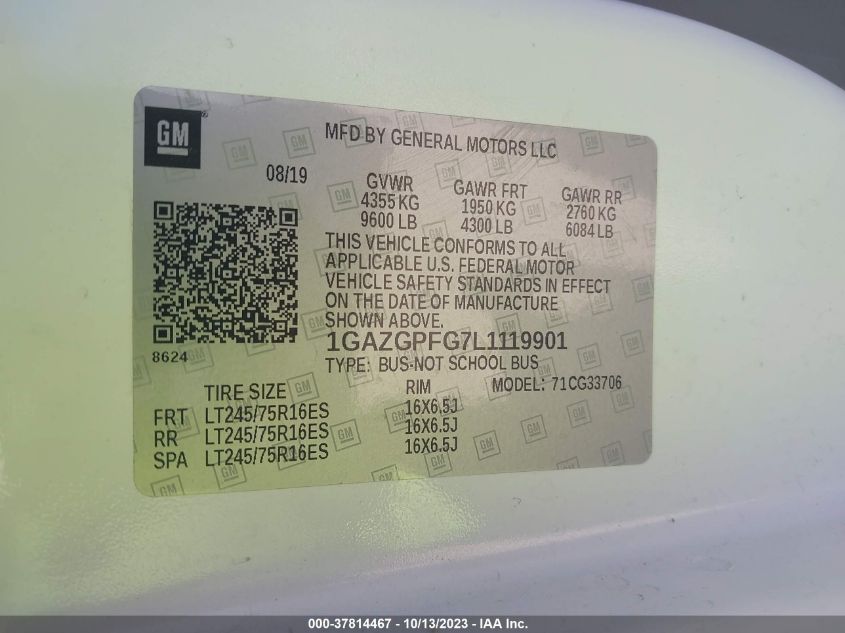 GM
®
MFD BY GENERAL MOTORS LLC
08/19
GVWR GAWR FRT GAWR RR
4355 KG 1950 KG 2760 KG
9600 LB 4300 LB 6084 LB
THIS VEHICLE CONFORMS TO ALL
APPLICABLE U.S. FEDERAL MOTOR
VEHICLE SAFETY STANDARDS IN EFFECT
ON THE DATE OF MANUFACTURE
SHOWN ABOVE.
1GAZGPFG7L1119901
8624
TYPE: BUS-NOT SCHOOL BUS
TIRE SIZE RIM MODEL: 71CG33706
FRT LT245/75R16ES 16X6.5J
RR LT245/75R16ES 16X6.5J
SPA LT245/75R16ES 16X6.5J
000-37814467 - 10/13/2023 - IAA Inc.